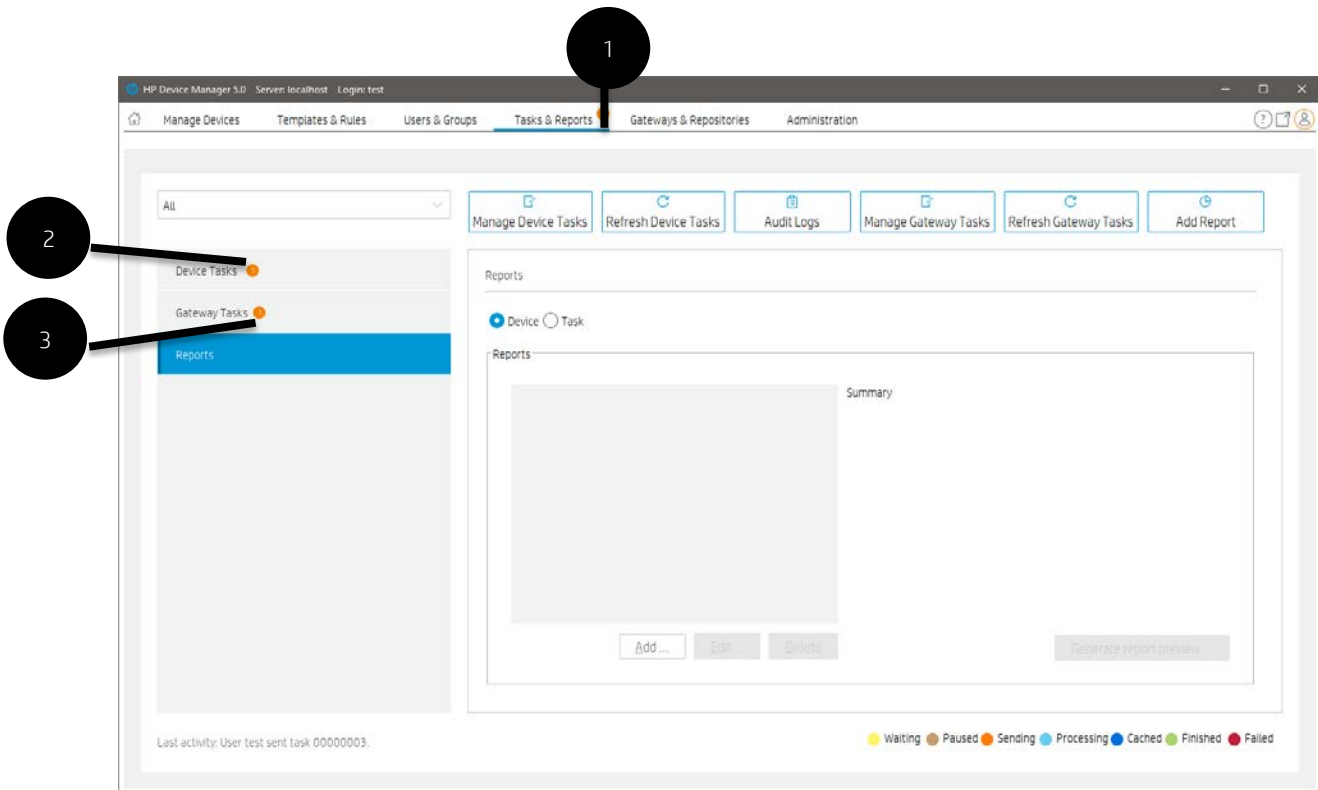 1
HP Device Manager 5.0 Server: localhost Login: test
Manage Devices Templates & Rules Users & Groups Tasks & Reports Gateways & Repositories Administration
All
Manage Device Tasks Refresh Device Tasks Audit Logs Manage Gateway Tasks Refresh Gateway Tasks Add Report
2
Device Tasks
Reports
Gateway Tasks
Device Task
3
Reports
Reports
Summary
Add ... Edit... Delete
Generate report preview
Last activity: User test sent task 00000003.
Waiting Paused Sending Processing Cached Finished Failed